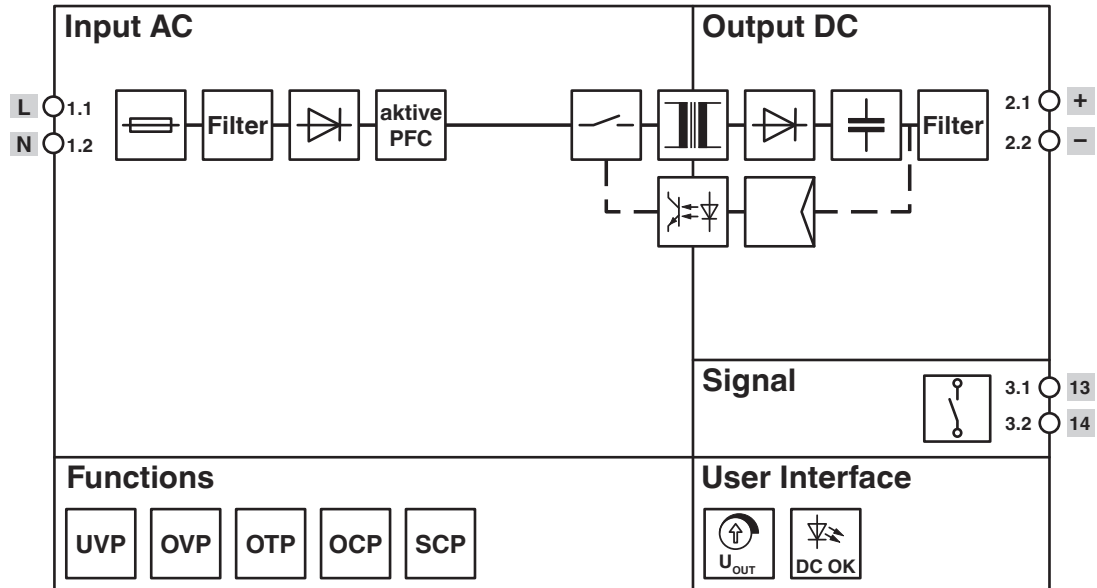 Input AC
Output DC
L 1.1
N 1.2
Filter
aktive
PFC
Filter
2.1 +
2.2 −
Signal
3.1 13
3.2 14
Functions
UVP OVP OTP OCP SCP
User Interface
UOUT
DC OK